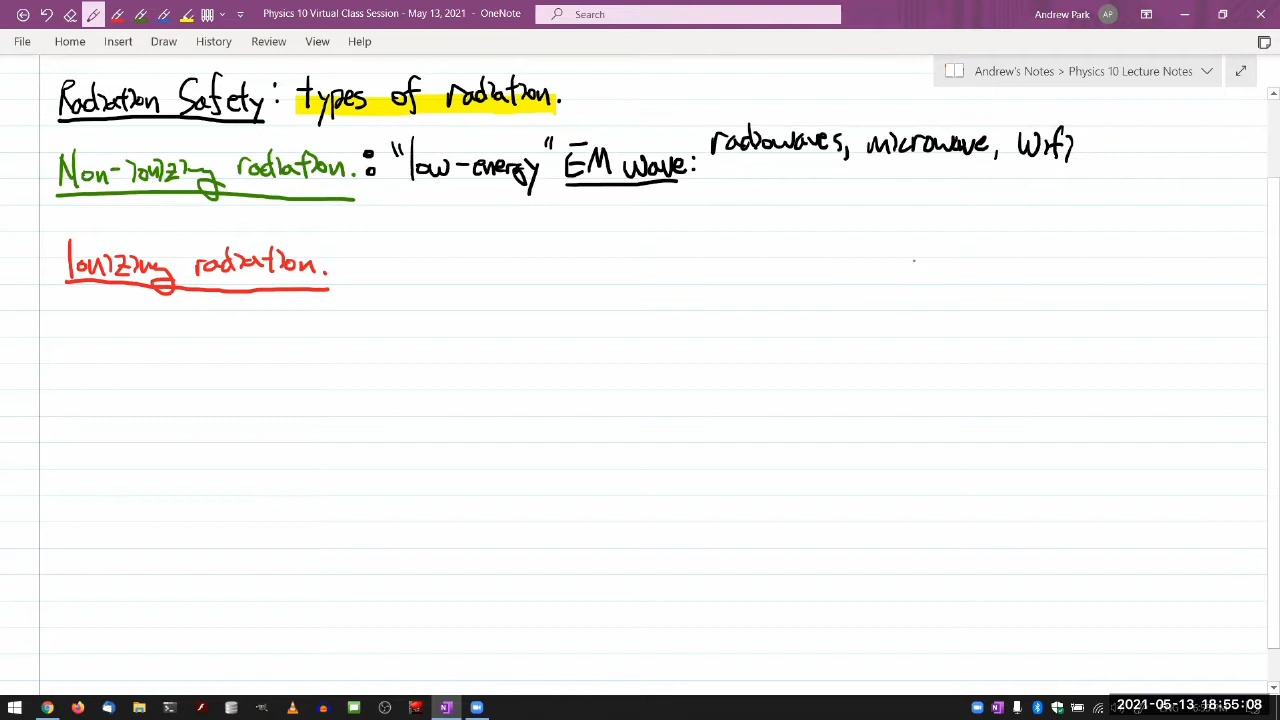 Physics 10 Virtual Class Session - May 13, 2021 - OneNote
Search
Andrew Park
AP
File Home Insert Draw History Review View Help
Andrew's Notes > Physics 10 Lecture Note
Radiation Safety: types of radiation.
Non-ionizing radiation.: "low-energy" EM wave: radiowaves, microwave, Wifi
Ionizing radiation.
2021-05-13 18:55:08